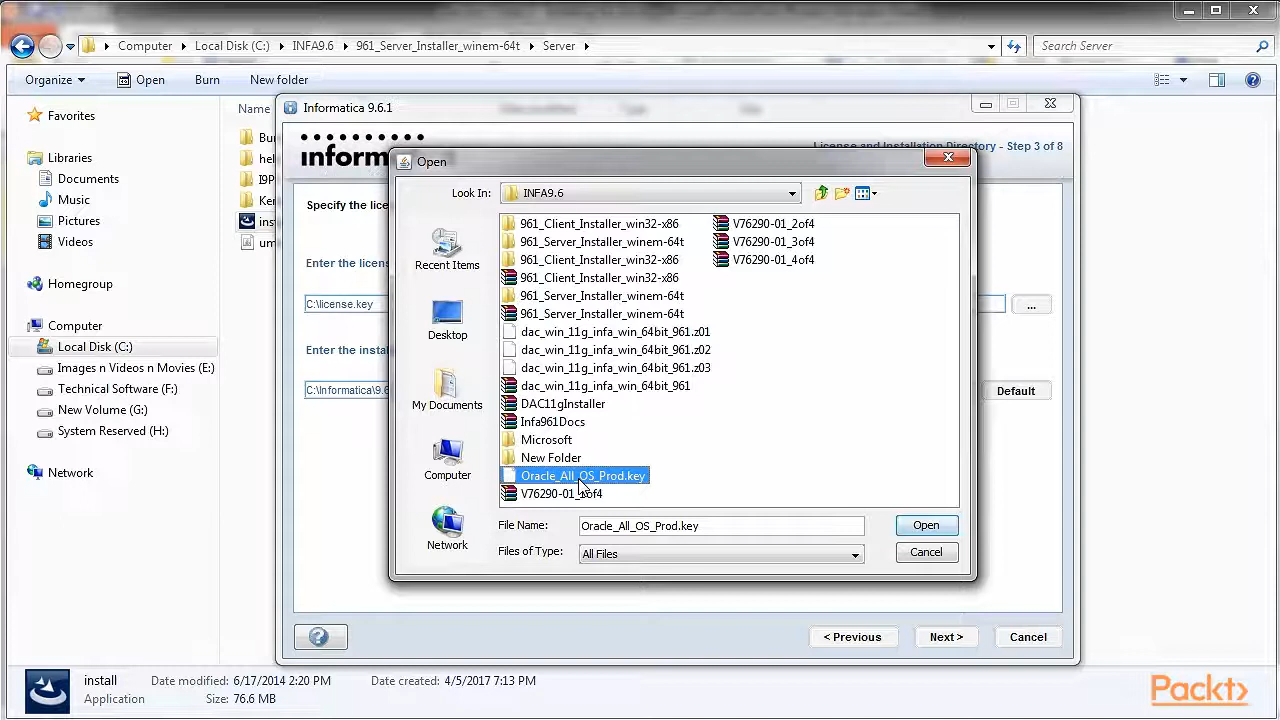 Computer
Local Disk (C:)
INFA9.6
961_Server_Installer_winem-64t
Server
Search Server
Organize
Open
Burn
New folder
Favorites
Libraries
Documents
Music
Pictures
Videos
Homegroup
Computer
Local Disk (C:)
Images n Videos n Movies (E:)
Technical Software (F:)
New Volume (G:)
System Reserved (H:)
Network
Name
Informatica 9.6.1
License and Installation Directory - Step 3 of 8
Specify the lice
Enter the licens
C:\license.key
...
Enter the instal
C:\Informatica\9.6
Default
Open
Look In:
INFA9.6
Recent Items
Desktop
My Documents
Computer
Network
961_Client_Installer_win32-x86
961_Server_Installer_winem-64t
961_Client_Installer_win32-x86
961_Client_Installer_win32-x86
961_Server_Installer_winem-64t
961_Server_Installer_winem-64t
dac_win_11g_infa_win_64bit_961.z01
dac_win_11g_infa_win_64bit_961.z02
dac_win_11g_infa_win_64bit_961.z03
dac_win_11g_infa_win_64bit_961
DAC11gInstaller
Infa961Docs
Microsoft
New Folder
Oracle_All_OS_Prod.key
V76290-01_1of4
V76290-01_2of4
V76290-01_3of4
V76290-01_4of4
File Name:
Oracle_All_OS_Prod.key
Open
Files of Type:
All Files
Cancel
< Previous
Next >
Cancel
install
Application
Date modified: 6/17/2014 2:20 PM
Size: 76.6 MB
Date created: 4/5/2017 7:13 PM
Packt